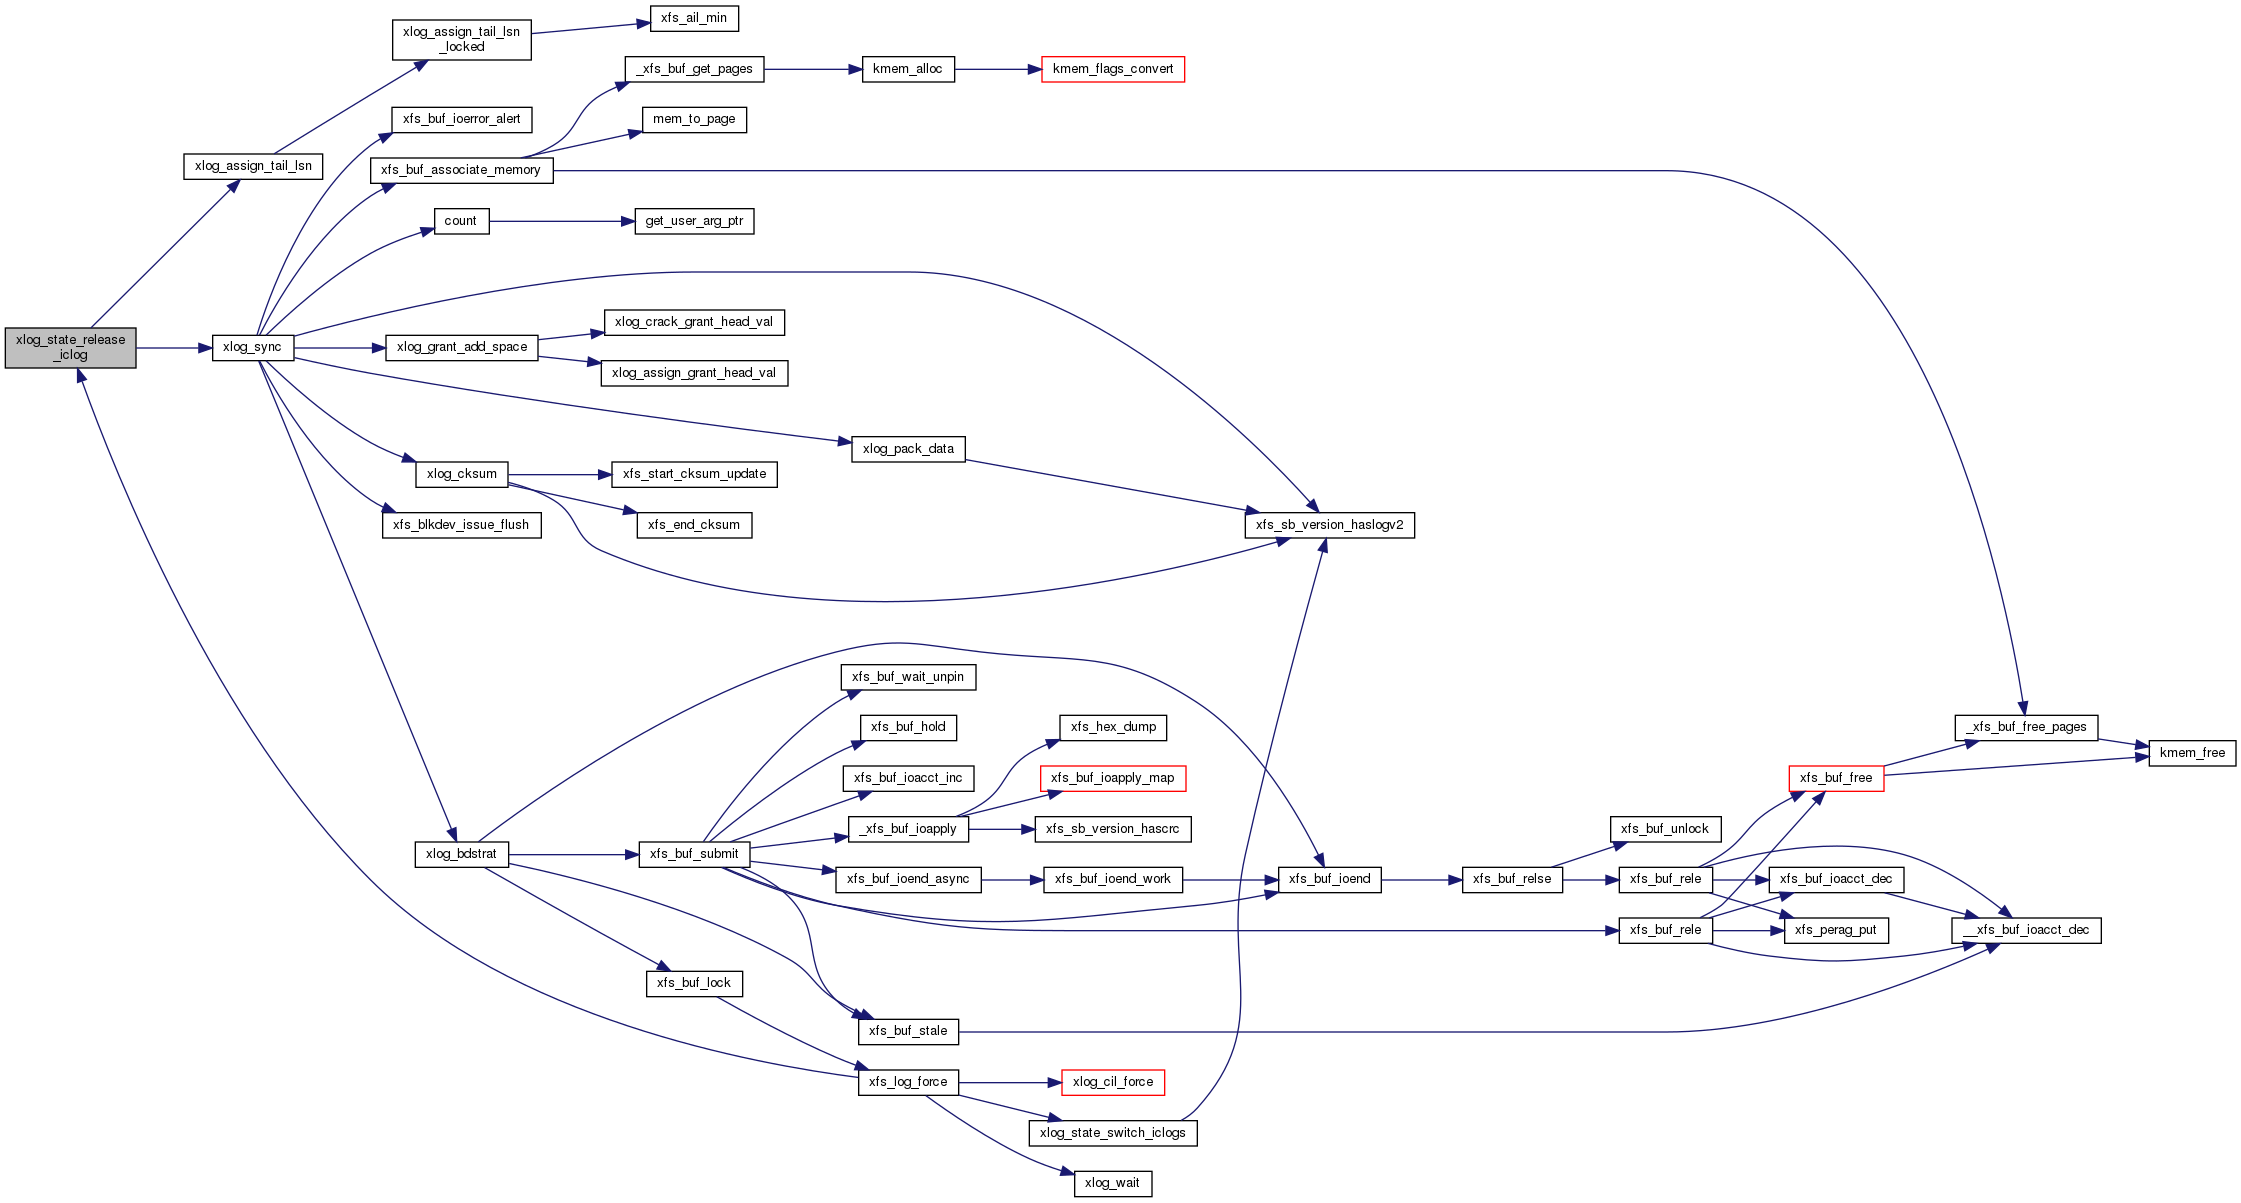 xlog_state_release
_iclog
xlog_assign_tail_lsn
xlog_sync
xlog_assign_tail_lsn
_locked
xfs_ail_min
xfs_buf_ioerror_alert
xfs_buf_associate_memory
_xfs_buf_get_pages
kmem_alloc
kmem_flags_convert
mem_to_page
count
get_user_arg_ptr
xlog_grant_add_space
xlog_crack_grant_head_val
xlog_assign_grant_head_val
xlog_pack_data
xlog_cksum
xfs_start_cksum_update
xfs_end_cksum
xfs_blkdev_issue_flush
xfs_sb_version_haslogv2
xlog_bdstrat
xfs_buf_submit
xfs_buf_wait_unpin
xfs_buf_hold
xfs_buf_ioacct_inc
_xfs_buf_ioapply
xfs_hex_dump
xfs_buf_ioapply_map
xfs_sb_version_hascrc
xfs_buf_ioend_async
xfs_buf_ioend_work
xfs_buf_ioend
xfs_buf_relse
xfs_buf_unlock
xfs_buf_rele
xfs_buf_rele
xfs_buf_free
xfs_buf_ioacct_dec
xfs_perag_put
_xfs_buf_free_pages
kmem_free
__xfs_buf_ioacct_dec
xfs_buf_lock
xfs_buf_stale
xfs_log_force
xlog_cil_force
xlog_state_switch_iclogs
xlog_wait